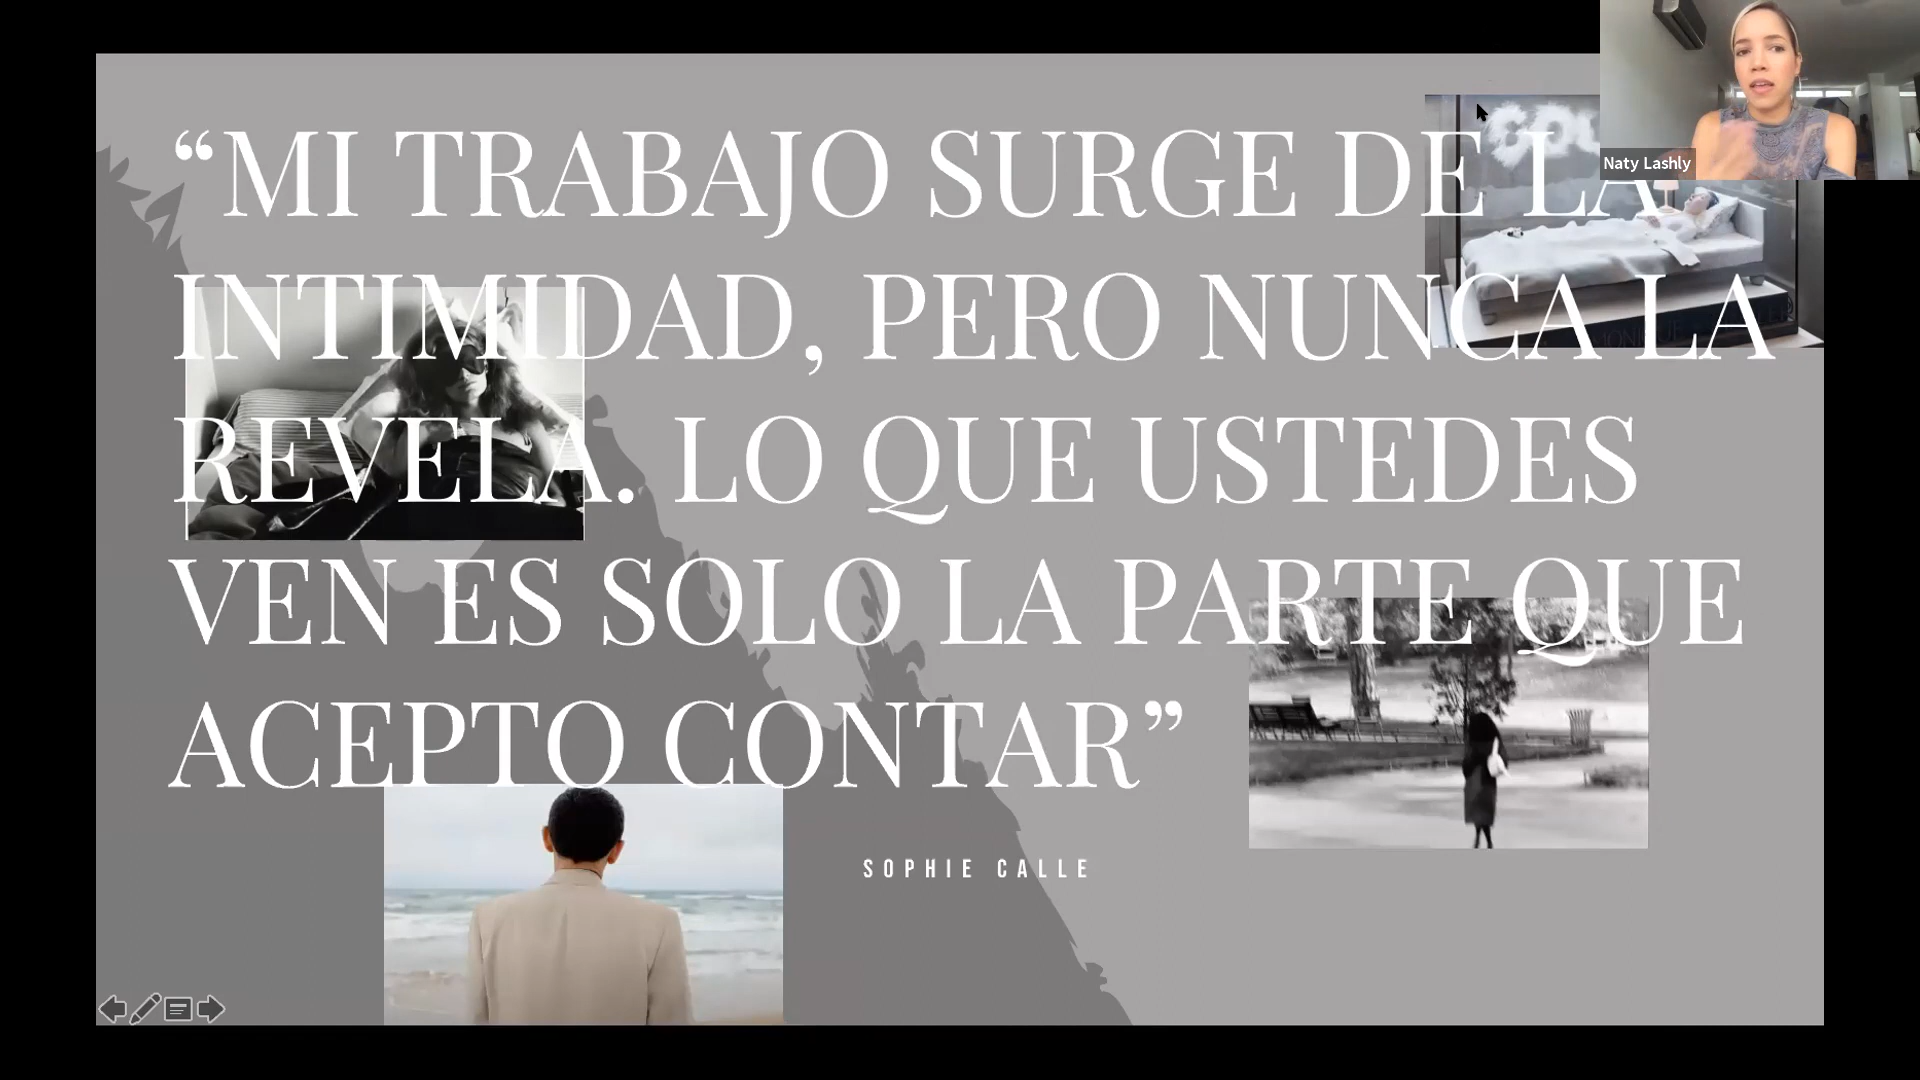 “MI TRABAJO SURGE DE LA
INTIMIDAD, PERO NUNCA LA
REVELA. LO QUE USTEDES
VEN ES SOLO LA PARTE QUE
ACEPTO CONTAR”
SOPHIE CALLE
Naty Lashly